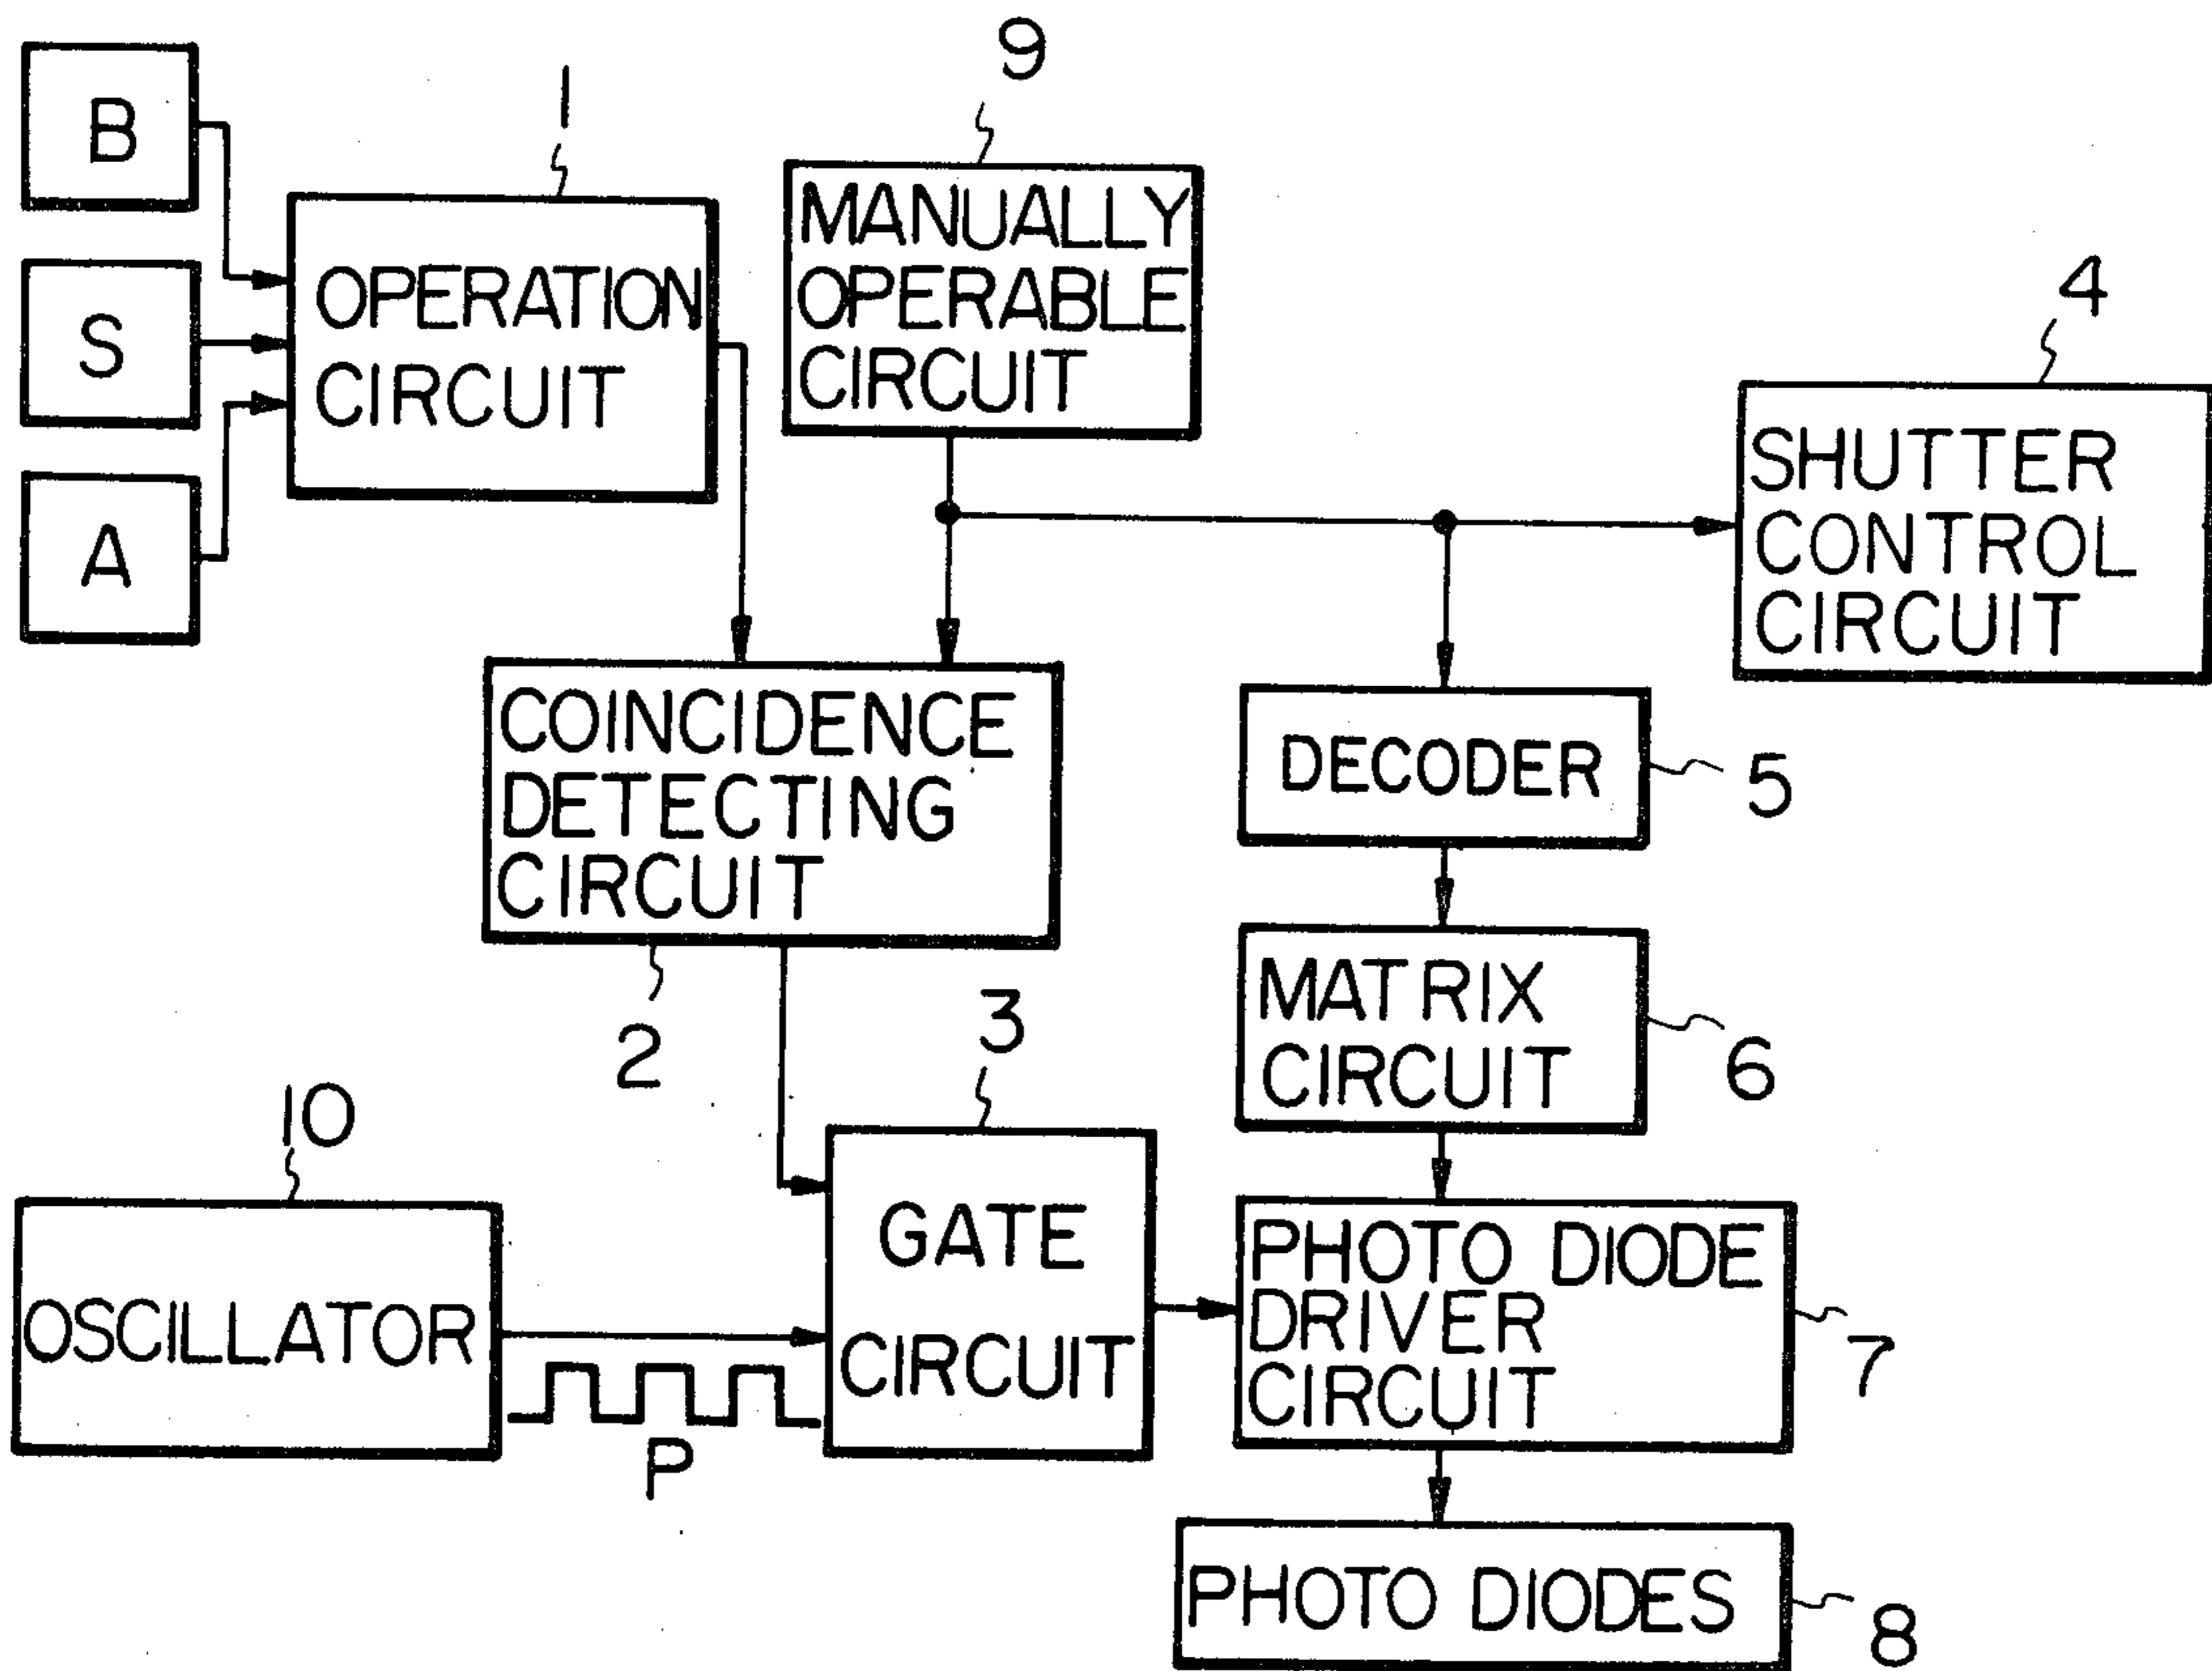 B
S
A
1
OPERATION
CIRCUIT
9
MANUALLY
OPERABLE
CIRCUIT
4
SHUTTER
CONTROL
CIRCUIT
COINCIDENCE
DETECTING
CIRCUIT
2
DECODER
5
MATRIX
CIRCUIT
6
10
OSCILLATOR
P
3
GATE
CIRCUIT
PHOTO DIODE
DRIVER
CIRCUIT
7
PHOTO DIODES
8